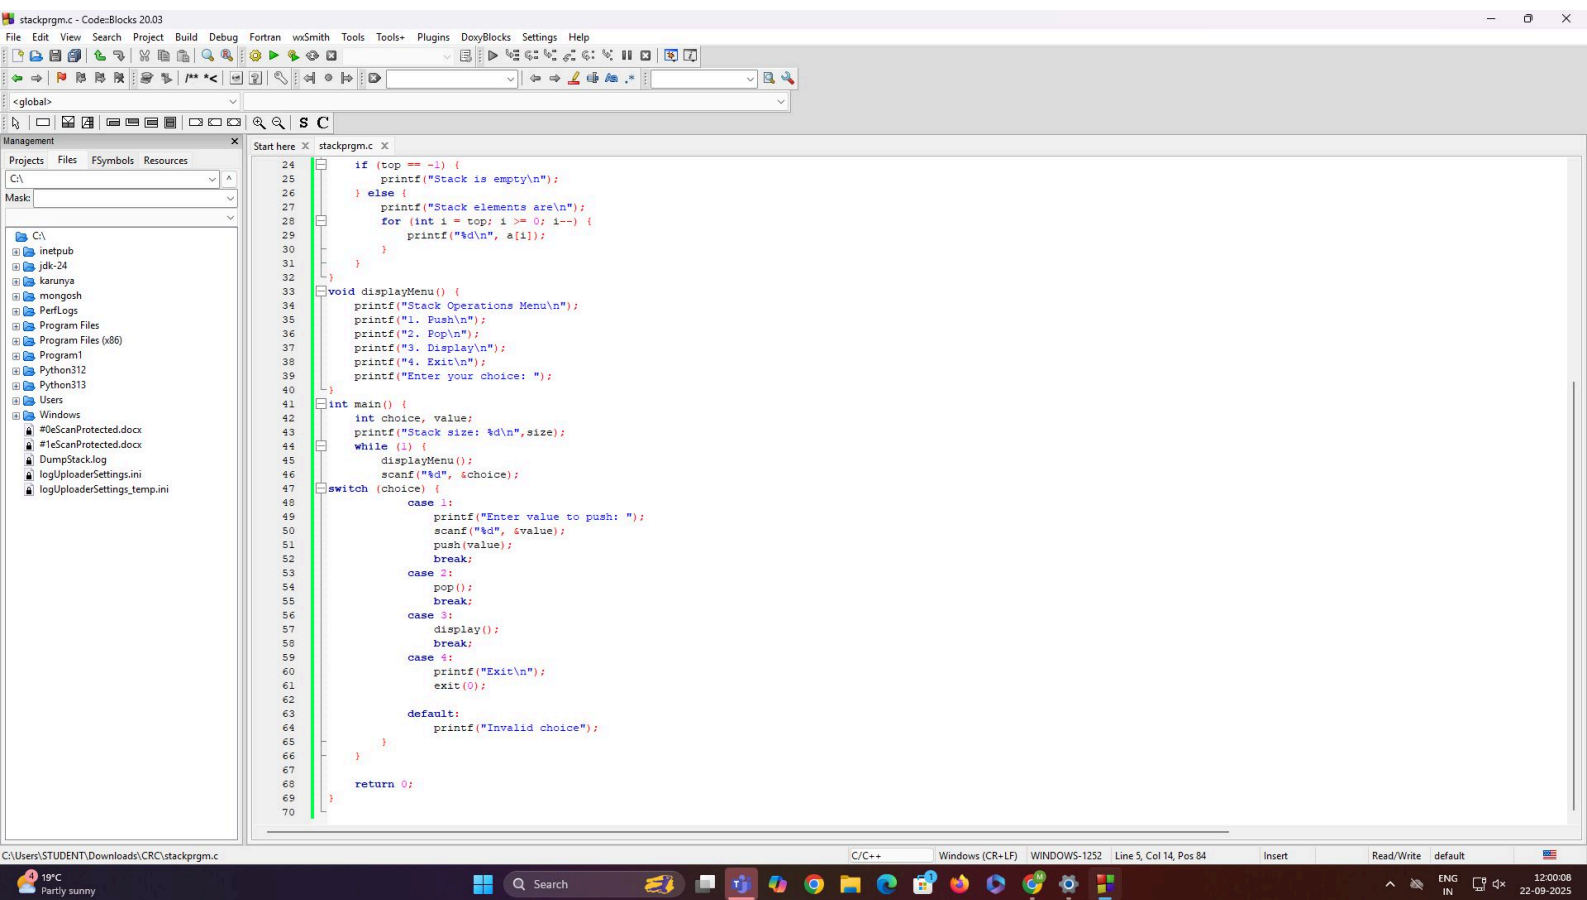 stackprgm.c - Code::Blocks 20.03
File Edit View Search Project Build Debug Fortran wxSmith Tools Tools+ Plugins DoxyBlocks Settings Help
/** *<
<global>
S C
Management
Projects Files FSymbols Resources
C:\
Mask:
C:\
inetpub
jdk-24
karunya
mongosh
PerfLogs
Program Files
Program Files (x86)
Program1
Python312
Python313
Users
Windows
#0eScanProtected.docx
#1eScanProtected.docx
DumpStack.log
logUploaderSettings.ini
logUploaderSettings_temp.ini
Start here X stackprgm.c X
24 if (top == -1) {
25 printf("Stack is empty\n");
26 } else {
27 printf("Stack elements are\n");
28 for (int i = top; i >= 0; i--) {
29 printf("%d\n", a[i]);
30 }
31 }
32 }
33 void displayMenu() {
34 printf("Stack Operations Menu\n");
35 printf("1. Push\n");
36 printf("2. Pop\n");
37 printf("3. Display\n");
38 printf("4. Exit\n");
39 printf("Enter your choice: ");
40 }
41 int main() {
42 int choice, value;
43 printf("Stack size: %d\n",size);
44 while (1) {
45 displayMenu();
46 scanf("%d", &choice);
47 switch (choice) {
48 case 1:
49 printf("Enter value to push: ");
50 scanf("%d", &value);
51 push(value);
52 break;
53 case 2:
54 pop();
55 break;
56 case 3:
57 display();
58 break;
59 case 4:
60 printf("Exit\n");
61 exit(0);
62
63 default:
64 printf("Invalid choice");
65 }
66 }
67
68 return 0;
69 }
70
C:\Users\STUDENT\Downloads\CRC\stackprgm.c C/C++ Windows (CR+LF) WINDOWS-1252 Line 5, Col 14, Pos 84 Insert Read/Write default
4 19°C
Partly sunny
Search
ENG
IN
12:00:08
22-09-2025